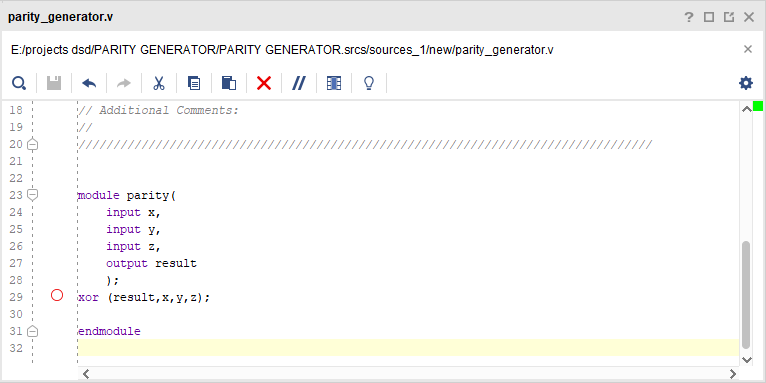 parity_generator.v
E:/projects dsd/PARITY GENERATOR/PARITY GENERATOR.srcs/sources_1/new/parity_generator.v
18 // Additional Comments:
19 //
20 //////////////////////////////////////////////////////////////////////////////////
21
22
23 module parity(
24 input x,
25 input y,
26 input z,
27 output result
28 );
29 xor (result,x,y,z);
30
31 endmodule
32